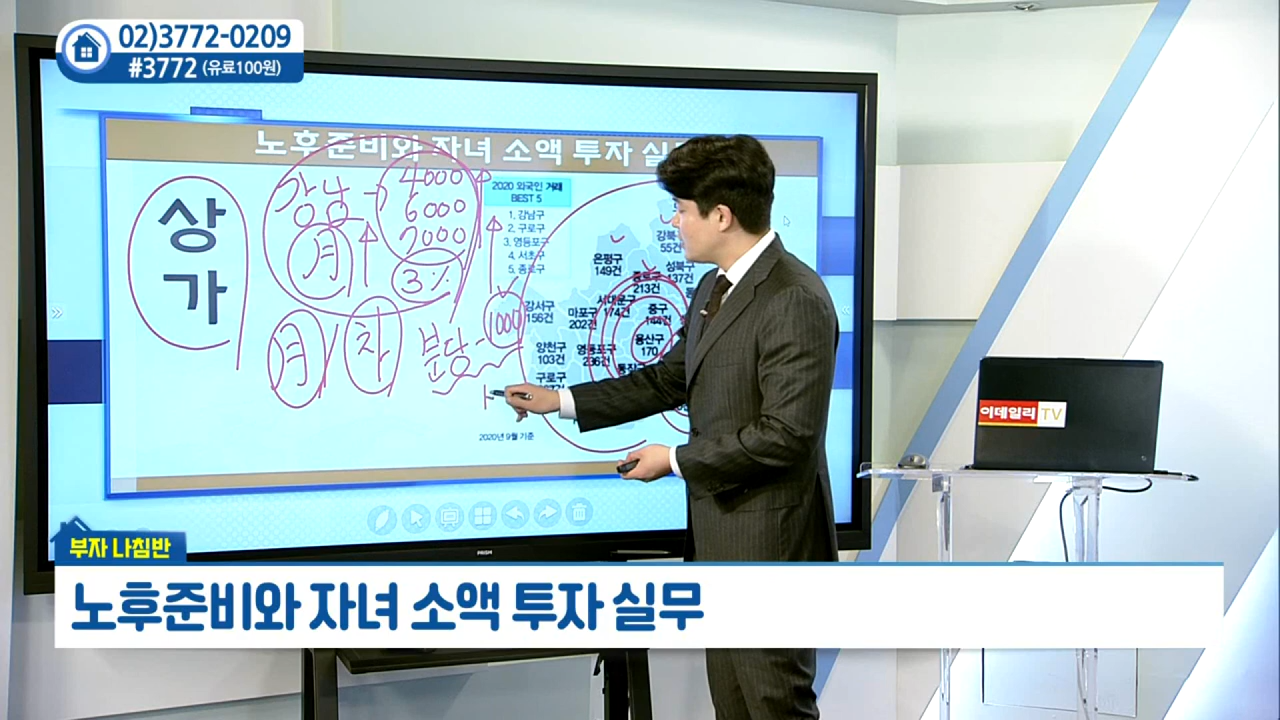 02)3772-0209
#3772 (유료100원)
노후준비와 자녀 소액 투자 실
상가
강남 4000
6000
7000
月
3%
月 / 차 분당 - 1000
2020 외국인 거래
BEST 5
1. 강남구
2. 구로구
3. 영등포구
4. 서초구
5. 종로구
강북
55건
은평구
149건
성북구
137건
종로구
213건
강서구
156건
마포구
202건
서대문구
174건
중구
144건
양천구
103건
영등포구
236건
용산구
170
구로구
2020년 9월 기준
PRISM
이데일리 TV
부자 나침반
노후준비와 자녀 소액 투자 실무